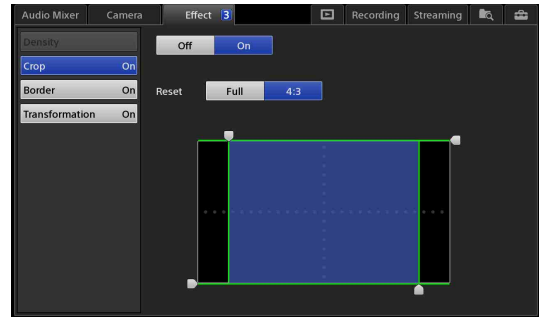 Audio Mixer Camera Effect 3 Recording Streaming
Density
Off On
Crop On
Border On
Reset Full 4:3
Transformation On